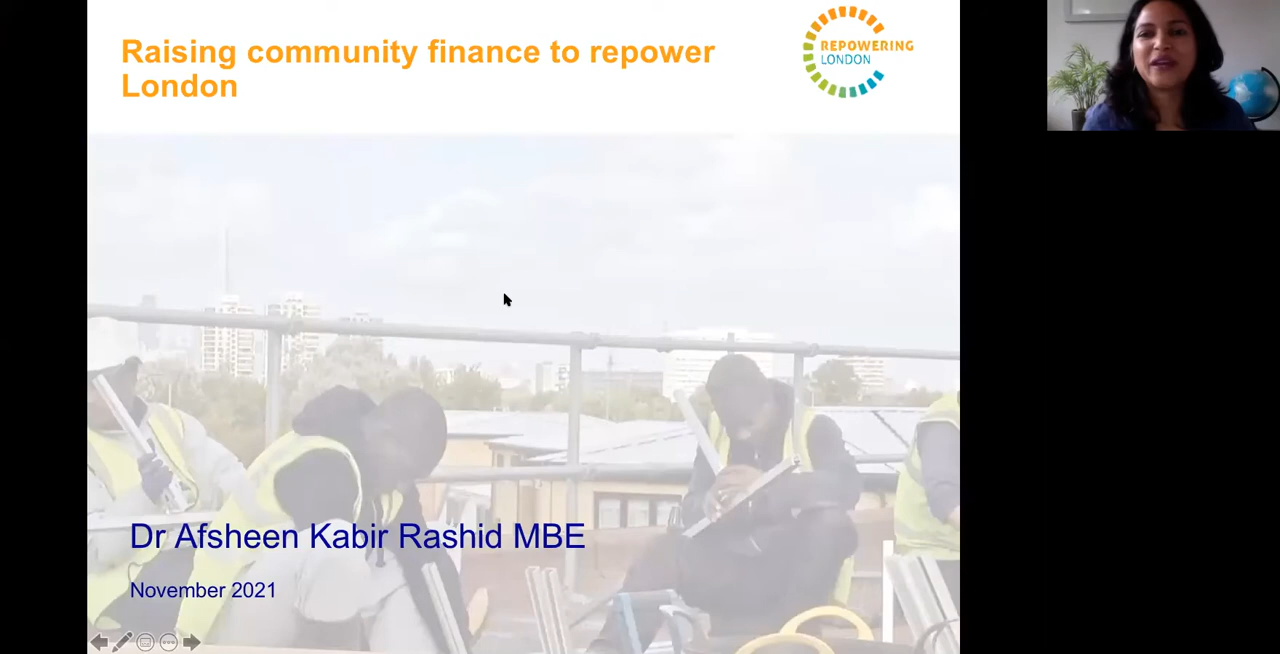 Raising community finance to repower
London
REPOWERING
LONDON
Dr Afsheen Kabir Rashid MBE
November 2021